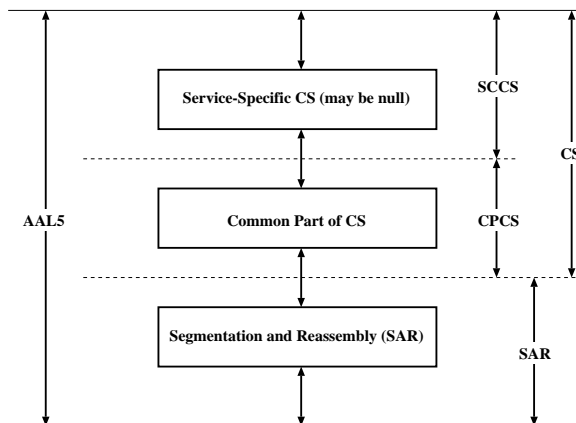 Service-Specific CS (may be null)
SCCS
CS
AAL5
Common Part of CS
CPCS
Segmentation and Reassembly (SAR)
SAR